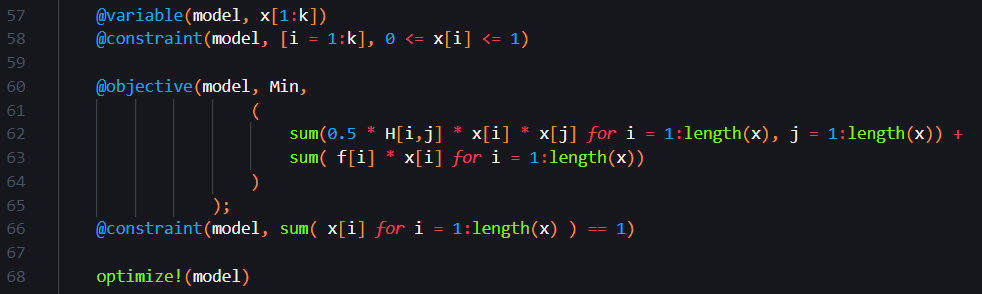 57 @variable(model, x[1:k])
58 @constraint(model, [i = 1:k], 0 <= x[i] <= 1)
59
60 @objective(model, Min,
61 (
62 sum(0.5 * H[i,j] * x[i] * x[j] for i = 1:length(x), j = 1:length(x)) +
63 sum( f[i] * x[i] for i = 1:length(x))
64 )
65 );
66 @constraint(model, sum( x[i] for i = 1:length(x) ) == 1)
67
68 optimize!(model)